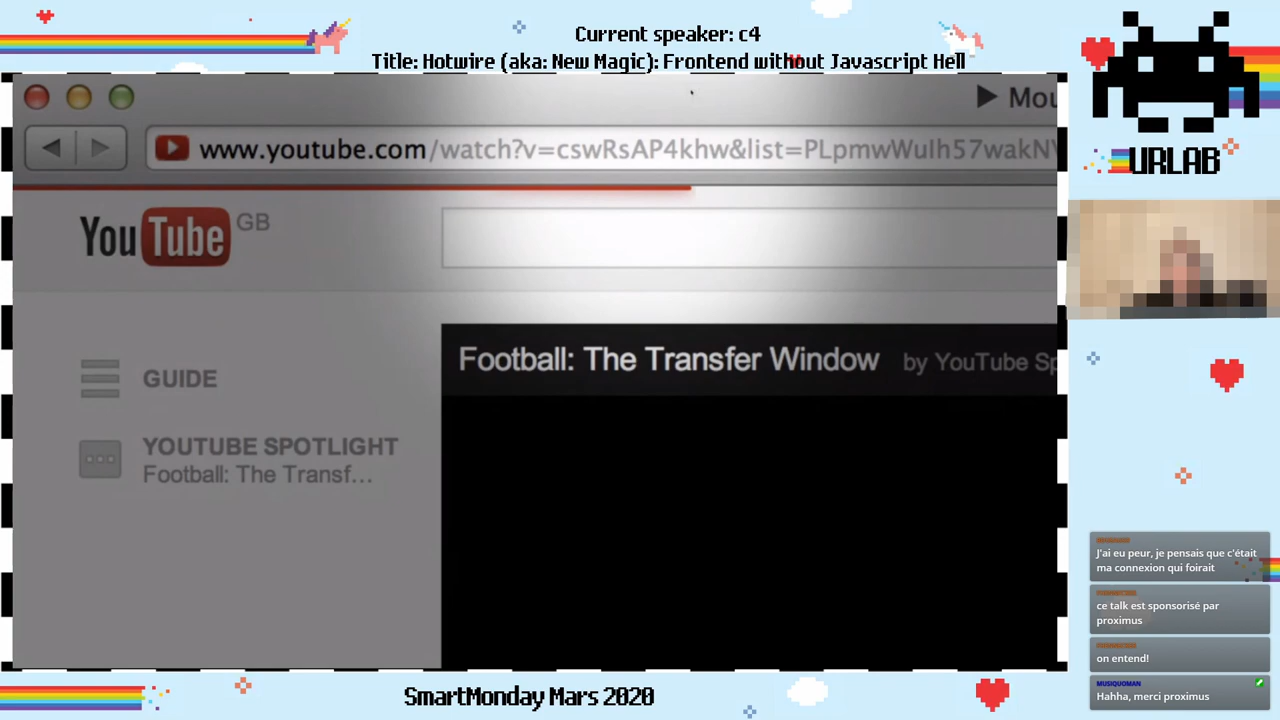 Current speaker: c4
Title: Hotwire (aka: New Magic): Frontend without Javascript Hell
www.youtube.com/watch?v=cswRsAP4khw&list=PLpmwWuIh57wakNV
YouTube GB
Football: The Transfer Window by YouTube Sp
GUIDE
YOUTUBE SPOTLIGHT
Football: The Transf...
URLAB
J'ai eu peur, je pensais que c'était
ma connexion qui foirait
ce talk est sponsorisé par
proximus
on entend!
MUSIQUOMAN
Hahha, merci proximus
SmartMonday Mars 2020